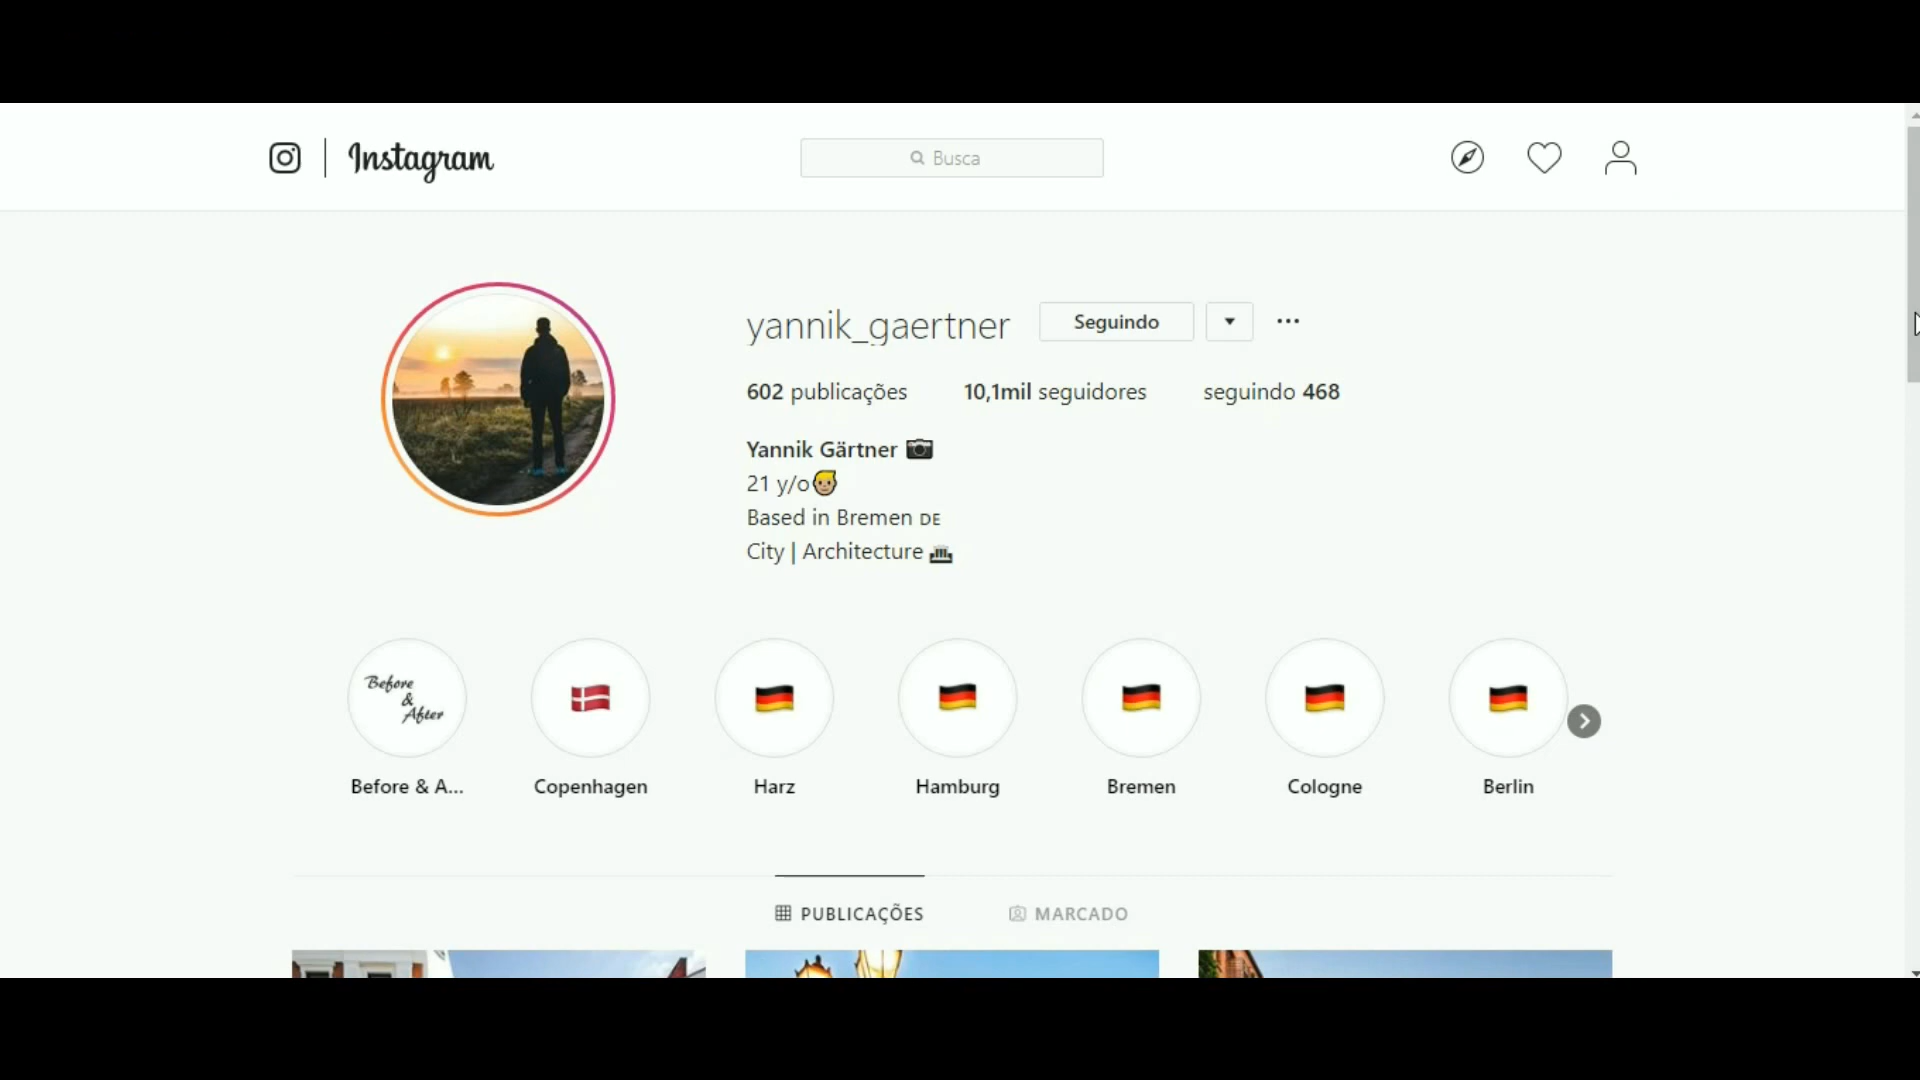 Instagram
Busca
yannik_gaertner
Seguindo
602 publicações
10,1mil seguidores
seguindo 468
Yannik Gärtner
21 y/o
Based in Bremen DE
City | Architecture
Before
&
After
Before & A...
Copenhagen
Harz
Hamburg
Bremen
Cologne
Berlin
PUBLICAÇÕES
MARCADO